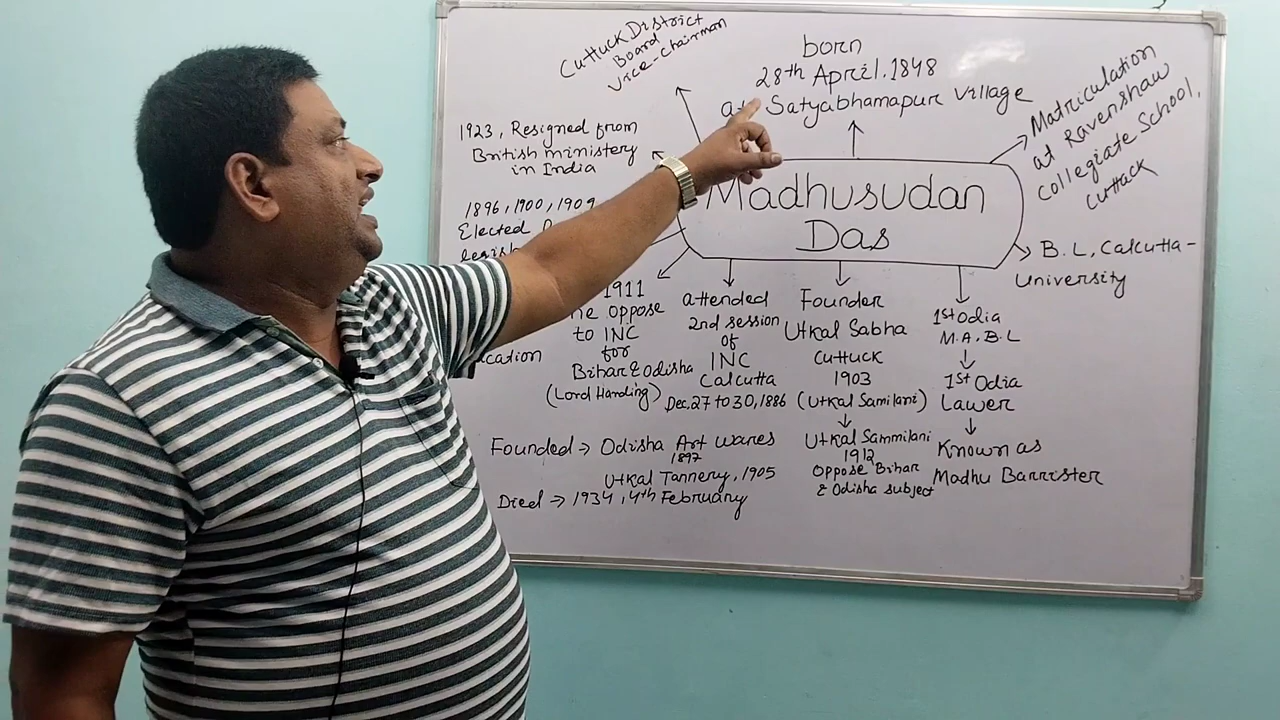 Cuttuck District
Board
Vice-Chairman
born
28th April, 1848
Satyabhamapur village
Matriculation
at Ravenshaw
Collegiate School,
Cuttack
1923, Resigned from
British ministery
in India
1896, 1900, 1909
Elected
Madhusudan
Das
B.L, Calcutta-
University
1911
he oppose
to INC
for
Bihar & Odisha
(Lord Harding)
attended
2nd session
of
INC
Calcutta
Dec, 27 to 30, 1886
Founder
Utkal Sabha
Cuttack
1903
(Utkal Samilani)
Utkal Sammilani
1912
oppose Bihar
& Odisha subject
1st Odia
M.A, B.L
1st Odia
Lawer
Known as
Madhu Barrister
Founded → Odisha Art wares
1897
Utkal Tannery, 1905
Died → 1934, 4th February